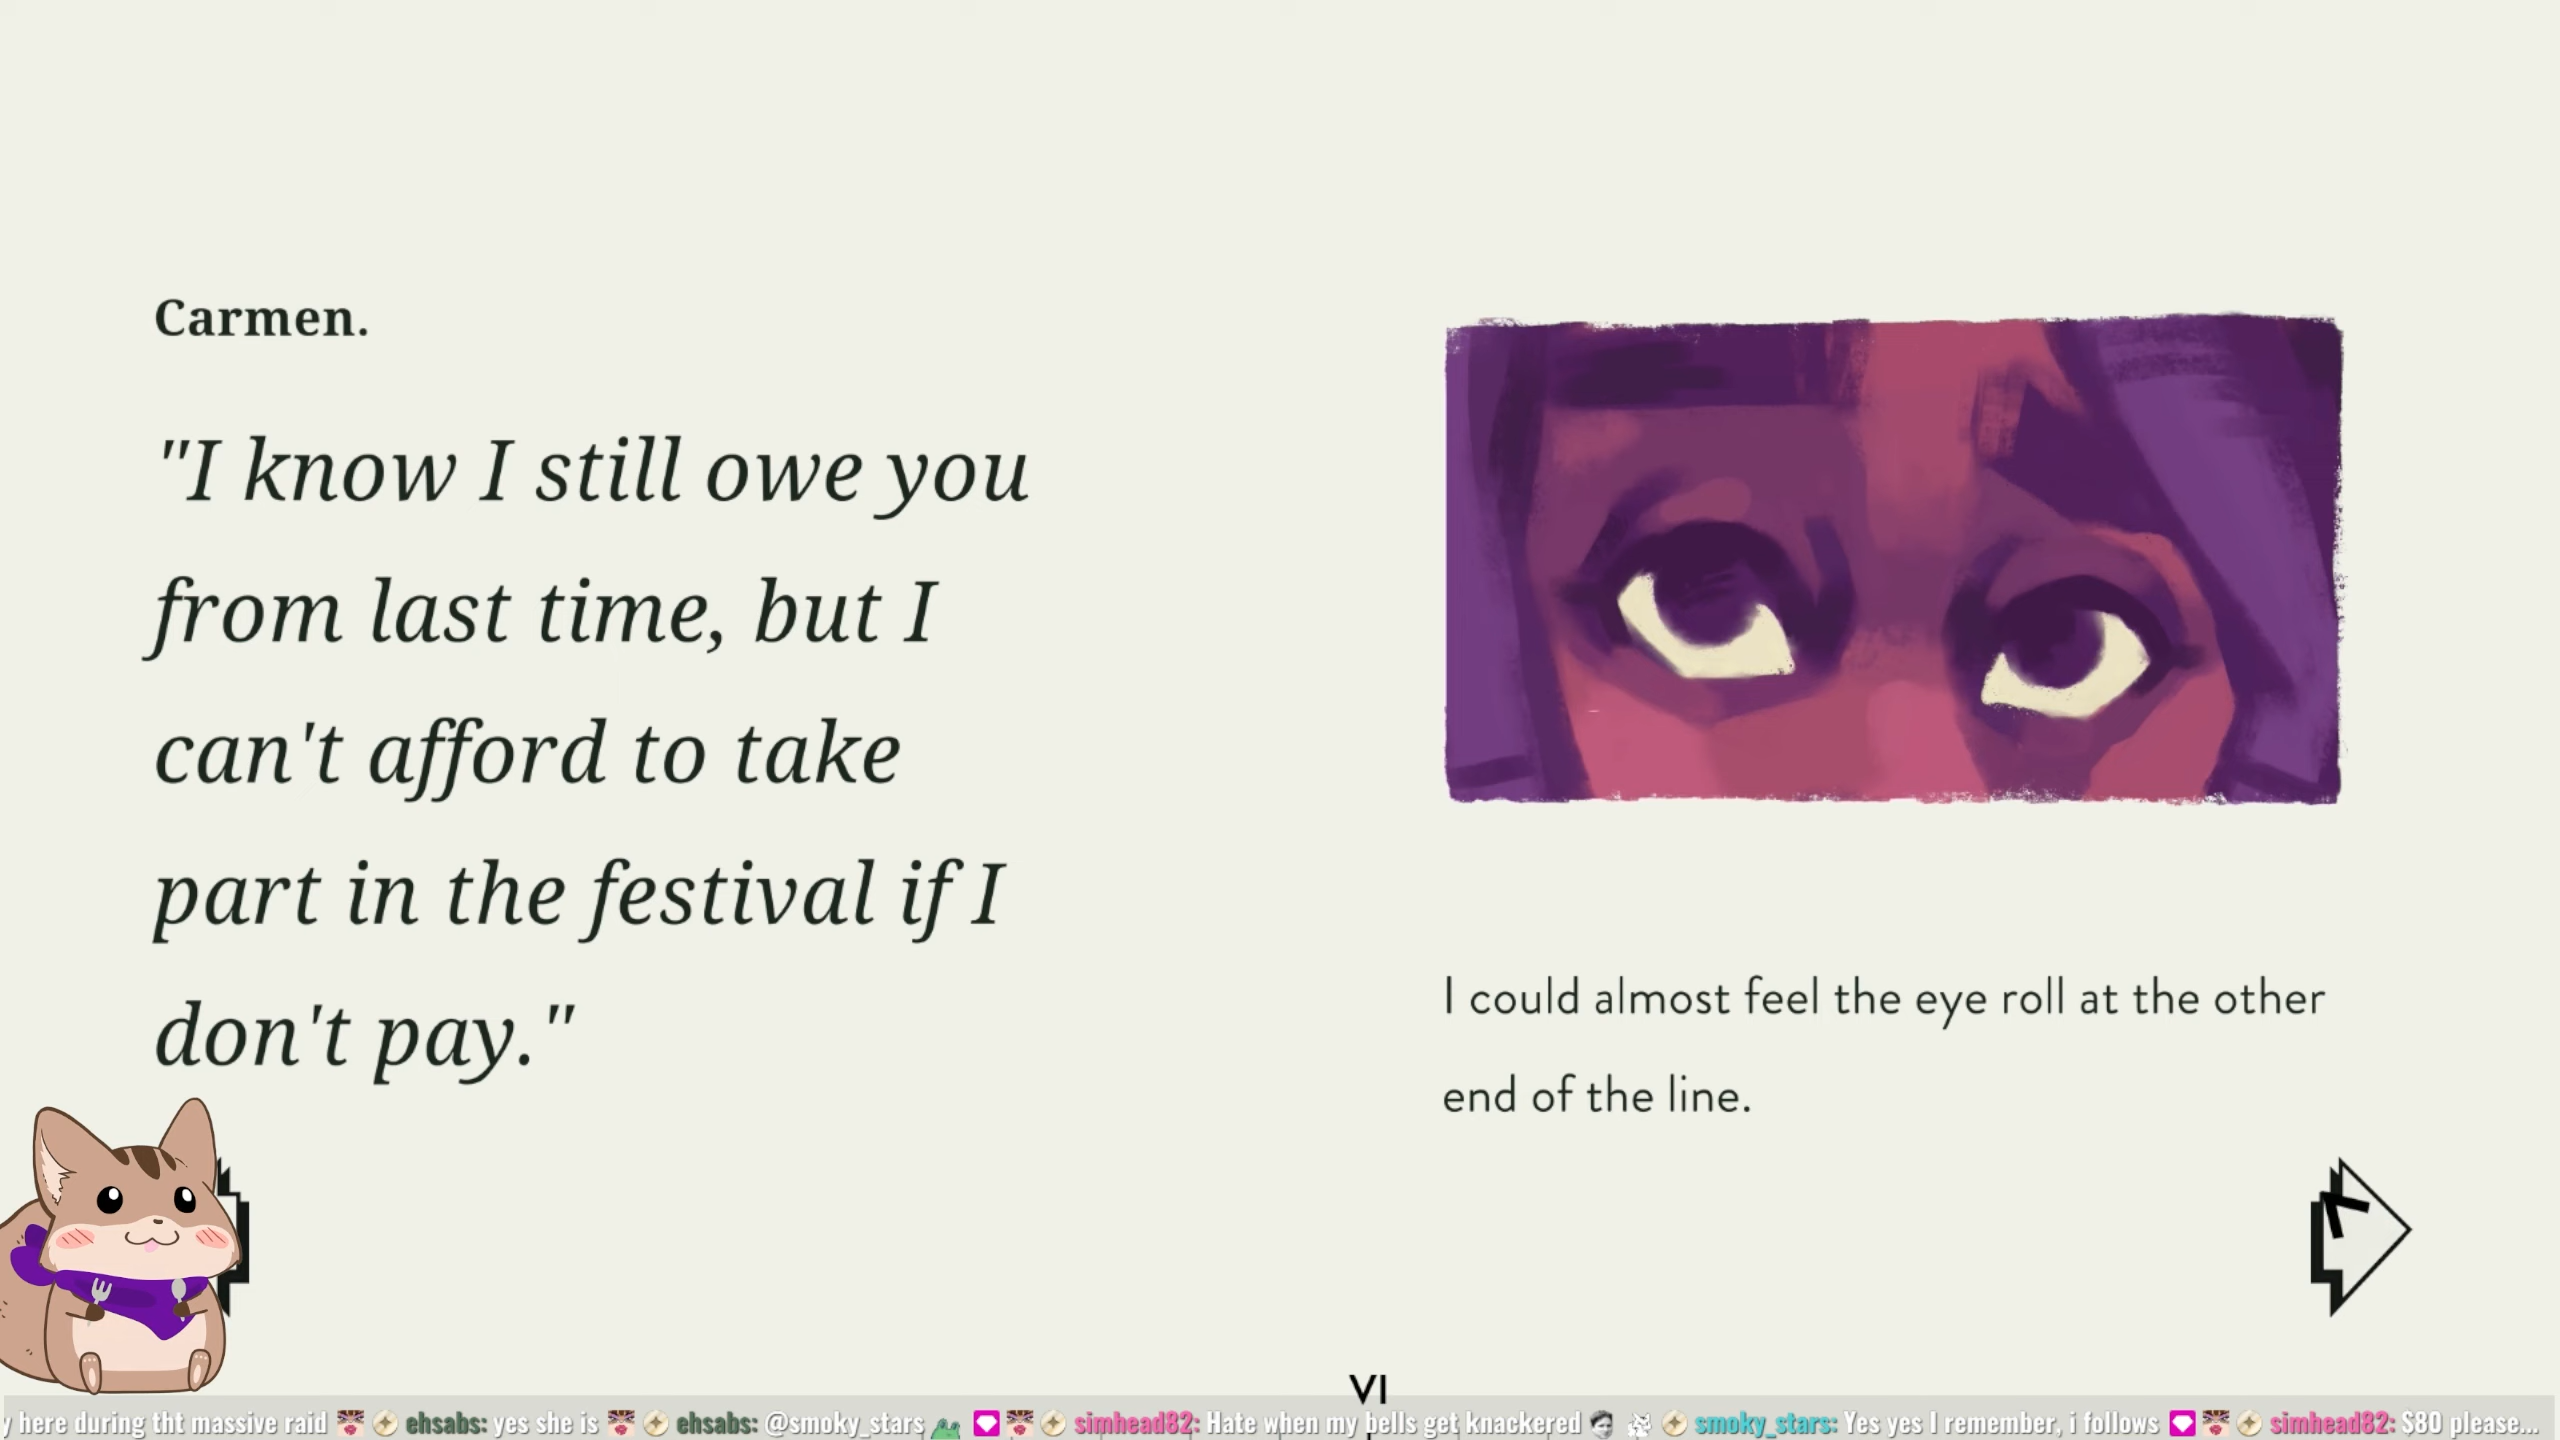 Carmen.
"I know I still owe you
from last time, but I
can't afford to take
part in the festival if I
don't pay."
I could almost feel the eye roll at the other
end of the line.
VI
y here during tht massive raid ehsabs: yes she is ehsabs: @smoky_stars simhead82: Hate when my bells get knackered smoky_stars: Yes yes I remember, i follows simhead82: $80 please...